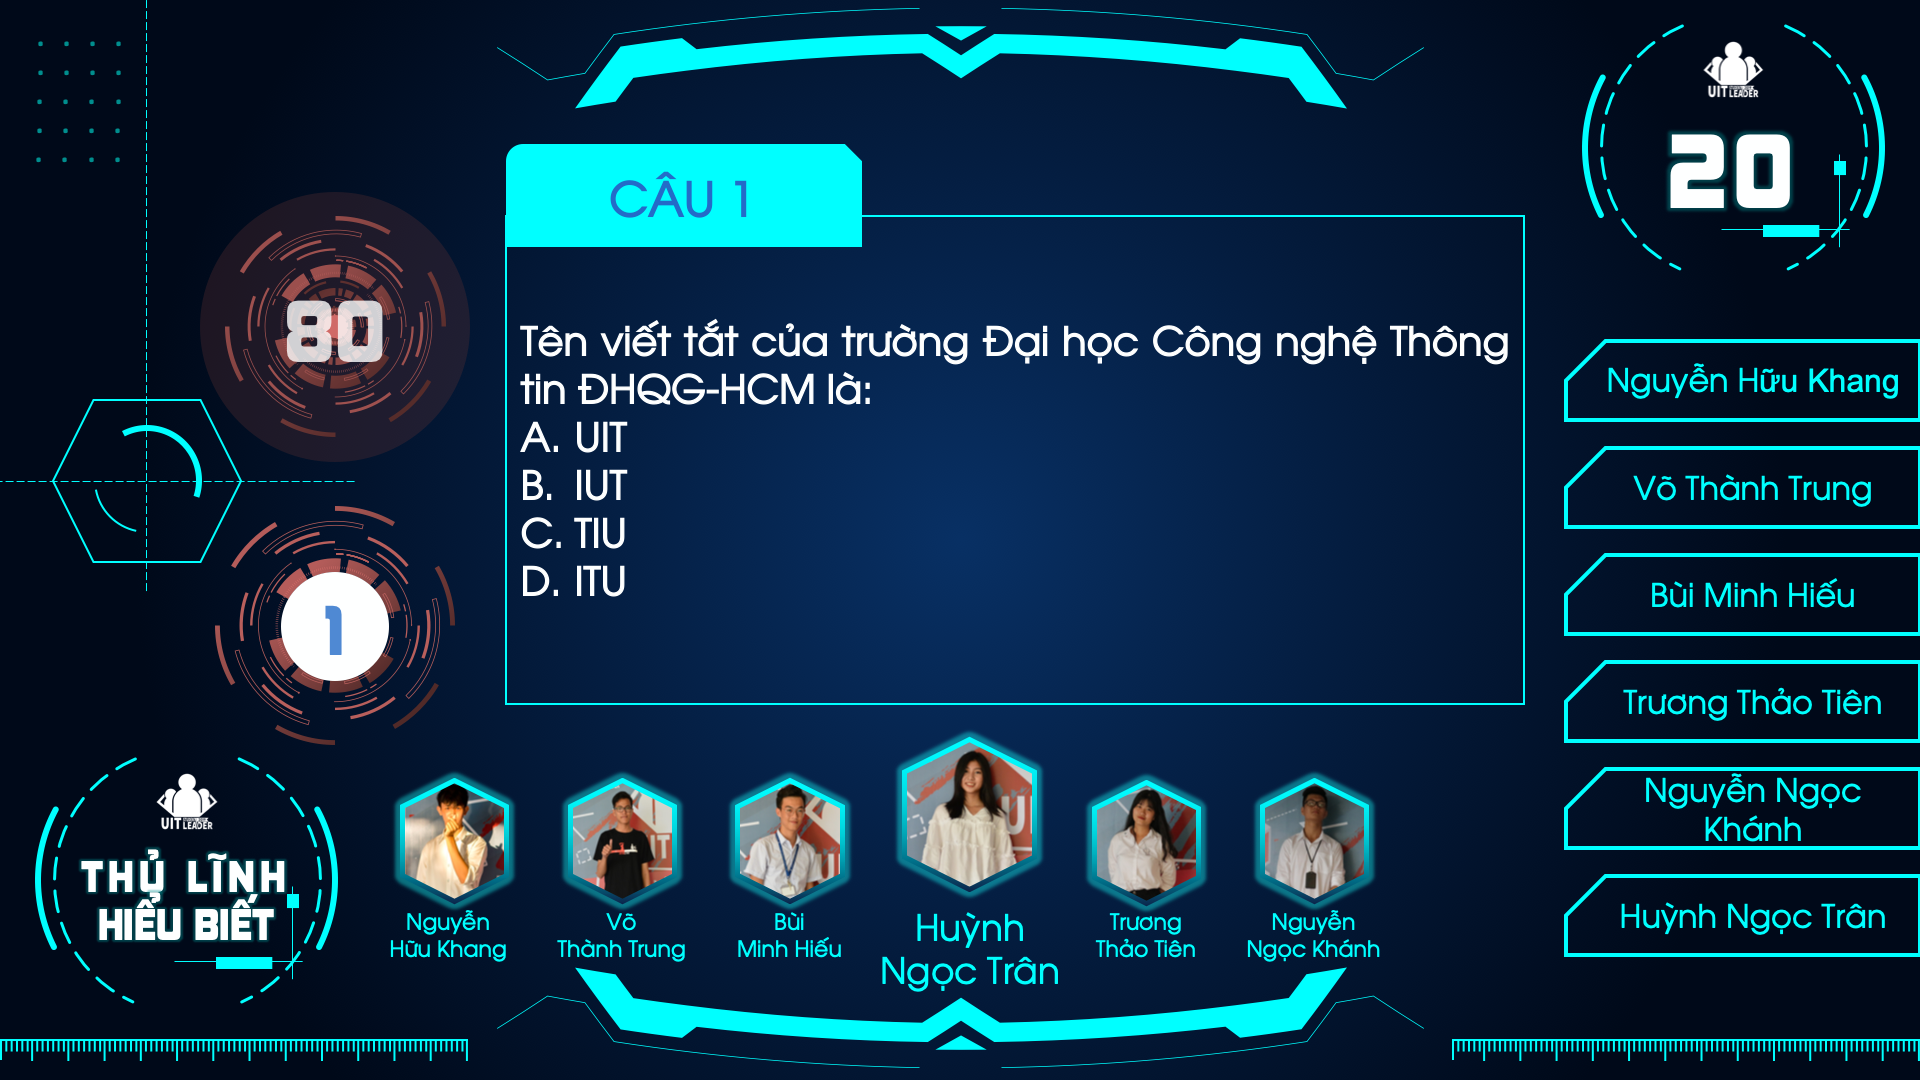 UIT LEADER
20
CÂU 1
80
Tên viết tắt của trường Đại học Công nghệ Thông
tin ĐHQG-HCM là:
A. UIT
B. IUT
C. TIU
D. ITU
1
Nguyễn Hữu Khang
Võ Thành Trung
Bùi Minh Hiếu
Trương Thảo Tiên
Nguyễn Ngọc
Khánh
Huỳnh Ngọc Trân
UIT LEADER
THỦ LĨNH
HIỂU BIẾT
Nguyễn
Hữu Khang
Võ
Thành Trung
Bùi
Minh Hiếu
Huỳnh
Ngọc Trân
Trương
Thảo Tiên
Nguyễn
Ngọc Khánh